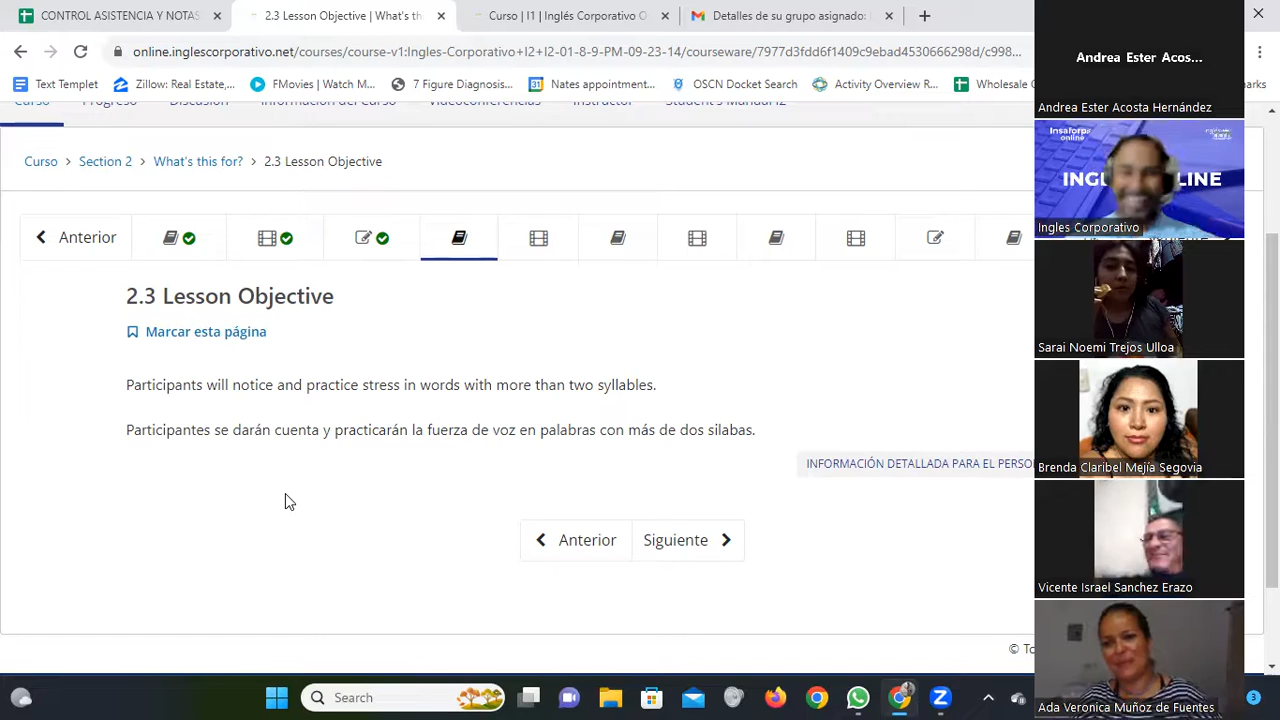 CONTROL ASISTENCIA Y NOTAS
2.3 Lesson Objective | What's th
Curso | I1 | Inglés Corporativo O
Detalles de su grupo asignado:
online.inglescorporativo.net/courses/course-v1:Ingles-Corporativo+I2+I2-01-8-9-PM-09-23-14/courseware/7977d3fdd6f1409c9ebad4530666298d/c998...
Text Templet
Zillow: Real Estate,...
FMovies | Watch M...
7 Figure Diagnosis...
Nates appointment...
OSCN Docket Search
Activity Overview R...
Wholesale
Curso
Progreso
Discusión
Información del Curso
Videoconferencias
Instructor
Student's Manual I2
Curso > Section 2 > What's this for? > 2.3 Lesson Objective
Anterior
2.3 Lesson Objective
Marcar esta página
Participants will notice and practice stress in words with more than two syllables.
Participantes se darán cuenta y practicarán la fuerza de voz en palabras con más de dos silabas.
INFORMACIÓN DETALLADA PARA EL PERSO
Anterior
Siguiente
Search
3
Andrea Ester Acos...
Andrea Ester Acosta Hernández
Insaforp
online
Ingles Corporativo
Sarai Noemi Trejos Ulloa
Brenda Claribel Mejía Segovia
Vicente Israel Sanchez Erazo
Ada Veronica Muñoz de Fuentes